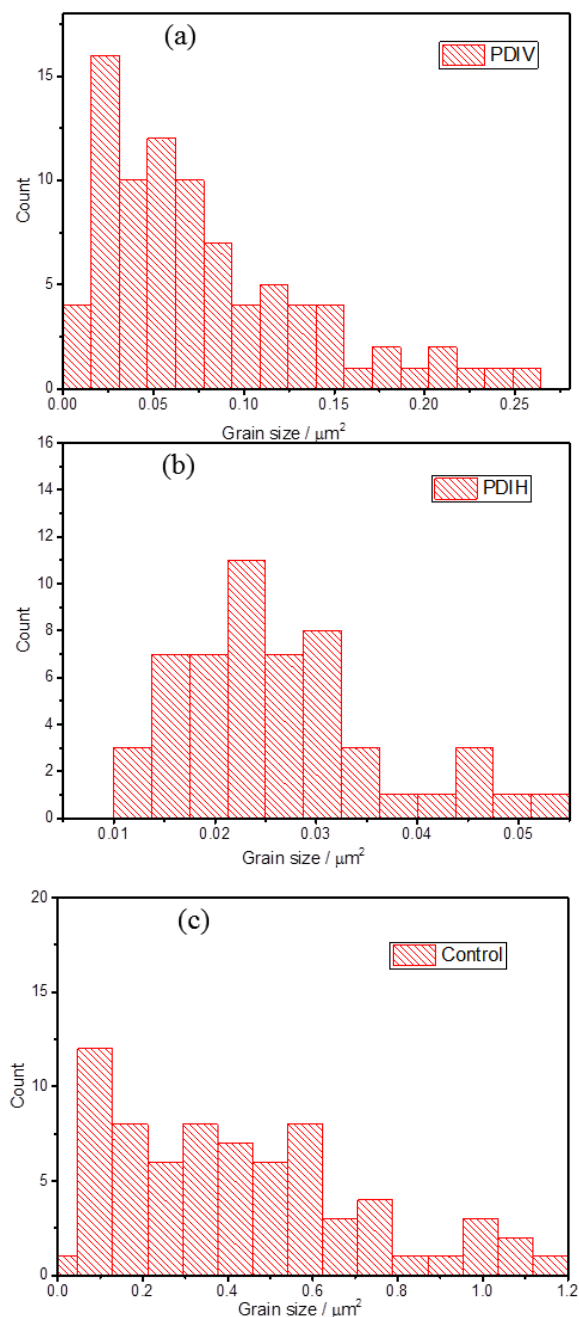 (a)
PDIV
15
10
5
0
Count
0.00 0.05 0.10 0.15 0.20 0.25
Grain size / μm²
(b)
PDIH
16
14
12
10
8
6
4
2
0
Count
0.01 0.02 0.03 0.04 0.05
Grain size / μm²
(c)
Control
20
15
10
5
0
Count
0.0 0.2 0.4 0.6 0.8 1.0 1.2
Grain size / μm²